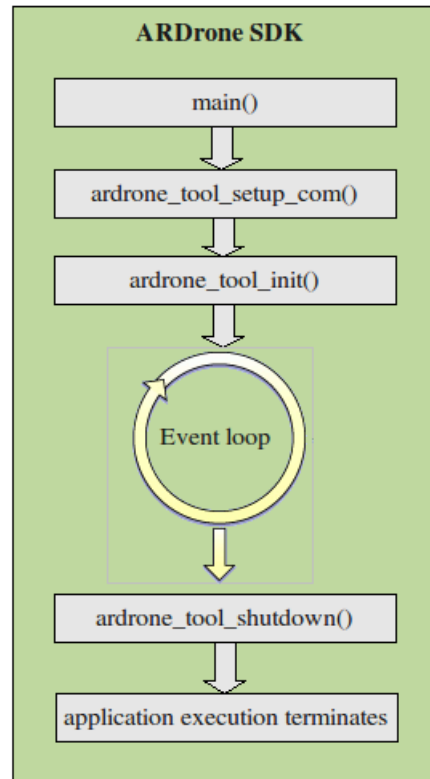 ARDrone SDK
main()
ardrone_tool_setup_com()
ardrone_tool_init()
Event loop
ardrone_tool_shutdown()
application execution terminates